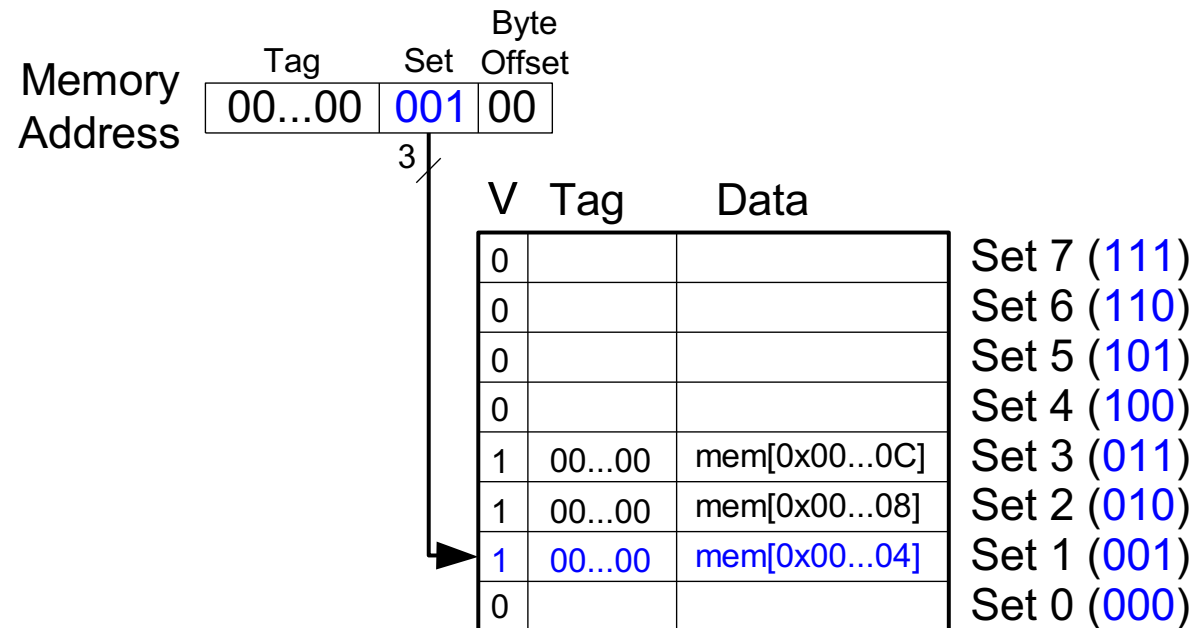 Byte
Tag Set Offset
Memory Address
00...00 001 00
3
V Tag Data
0 Set 7 (111)
0 Set 6 (110)
0 Set 5 (101)
0 Set 4 (100)
1 00...00 mem[0x00...0C] Set 3 (011)
1 00...00 mem[0x00...08] Set 2 (010)
1 00...00 mem[0x00...04] Set 1 (001)
0 Set 0 (000)